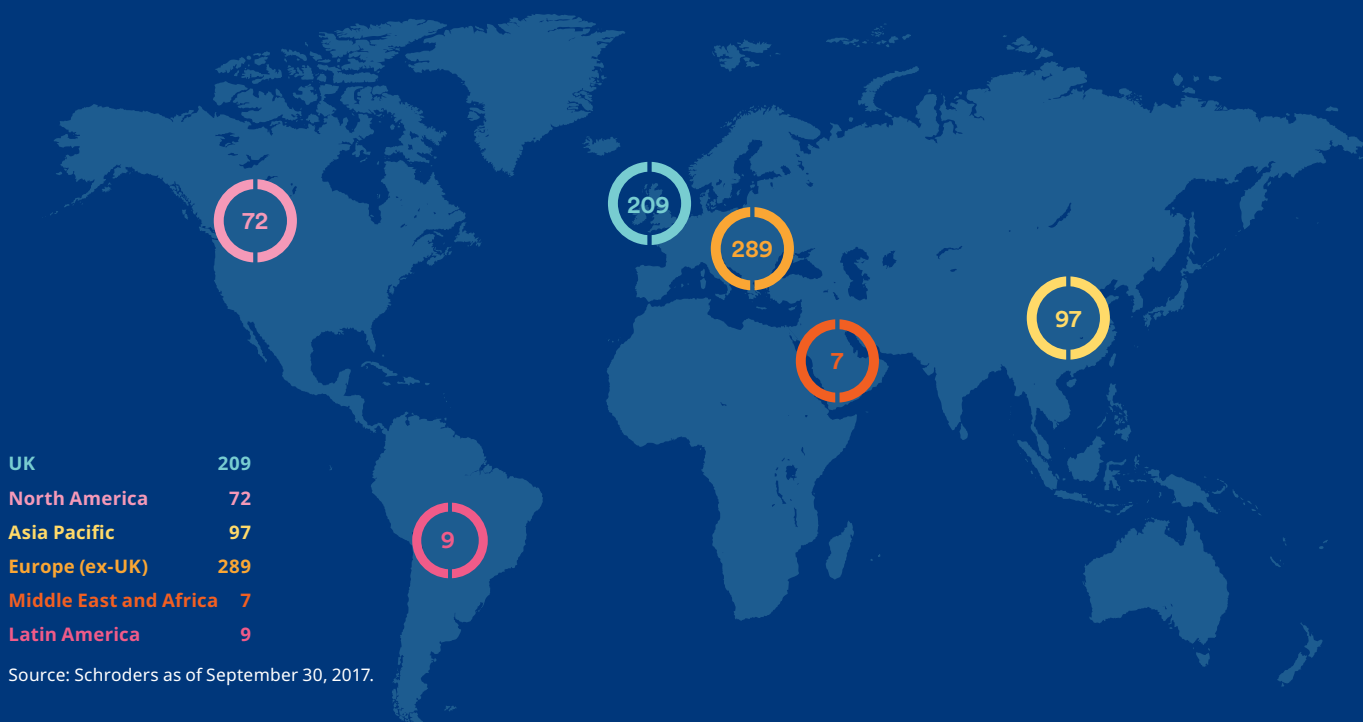 72
209
289
97
7
9
UK 209
North America 72
Asia Pacific 97
Europe (ex-UK) 289
Middle East and Africa 7
Latin America 9
Source: Schroders as of September 30, 2017.